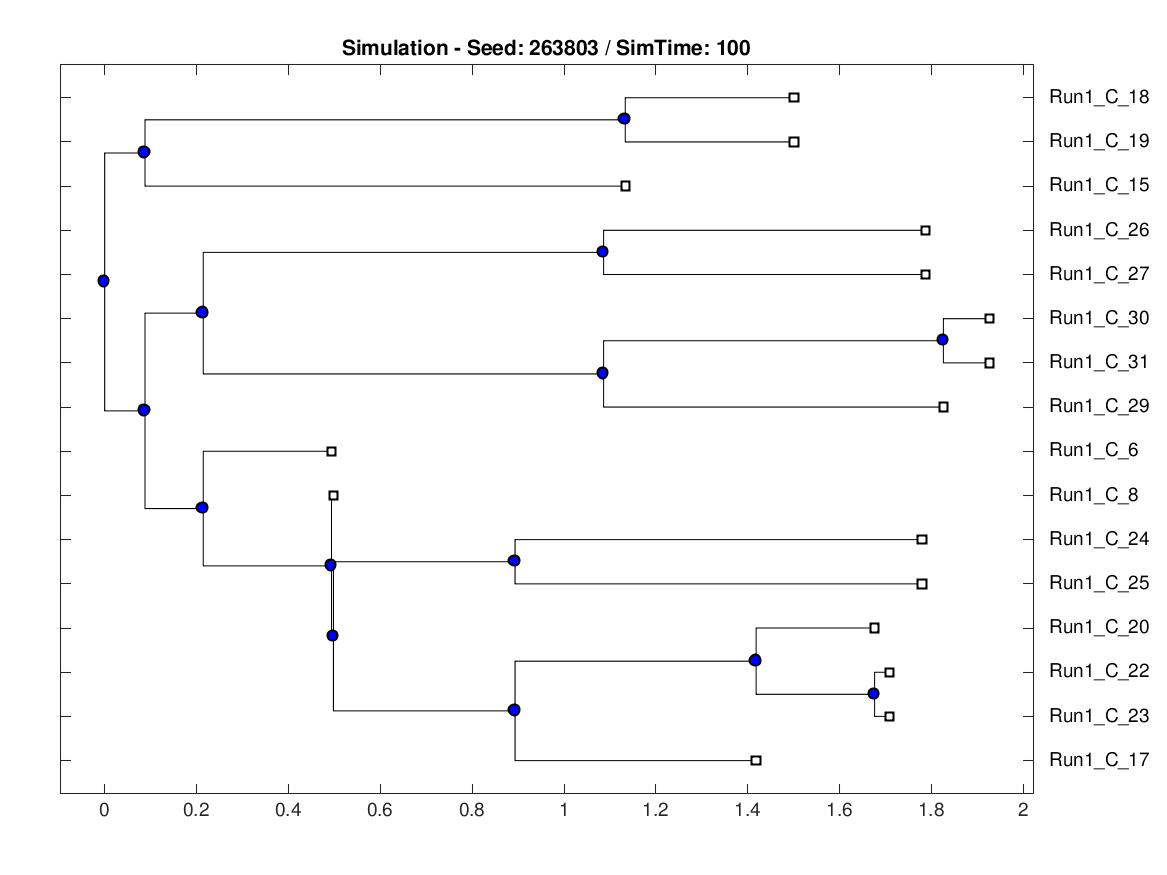 Simulation - Seed: 263803 / SimTime: 100
Run1_C_18
Run1_C_19
Run1_C_15
Run1_C_26
Run1_C_27
Run1_C_30
Run1_C_31
Run1_C_29
Run1_C_6
Run1_C_8
Run1_C_24
Run1_C_25
Run1_C_20
Run1_C_22
Run1_C_23
Run1_C_17
0 0.2 0.4 0.6 0.8 1 1.2 1.4 1.6 1.8 2